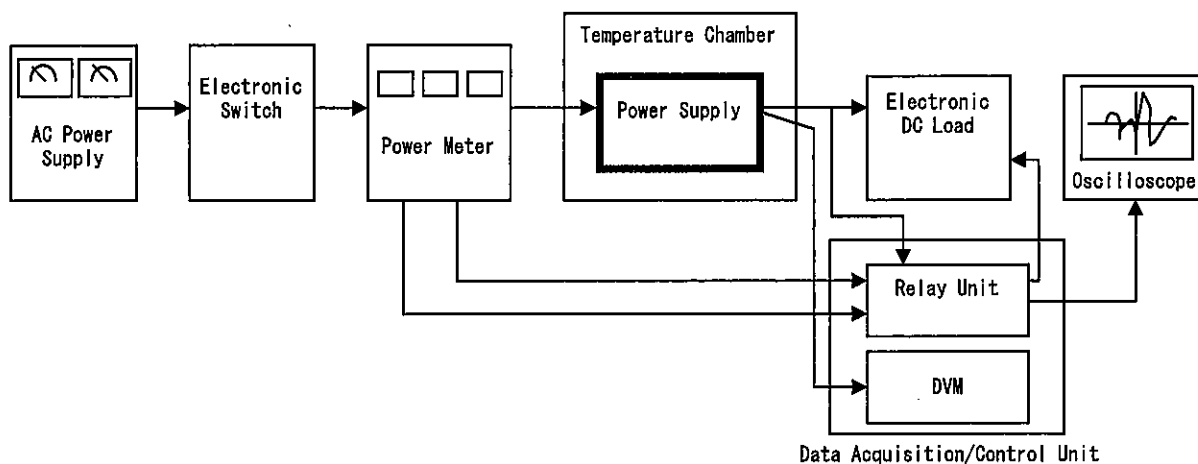 AC Power
Supply
Electronic
Switch
Power Meter
Temperature Chamber
Power Supply
Electronic
DC Load
Oscilloscope
Relay Unit
DVM
Data Acquisition/Control Unit